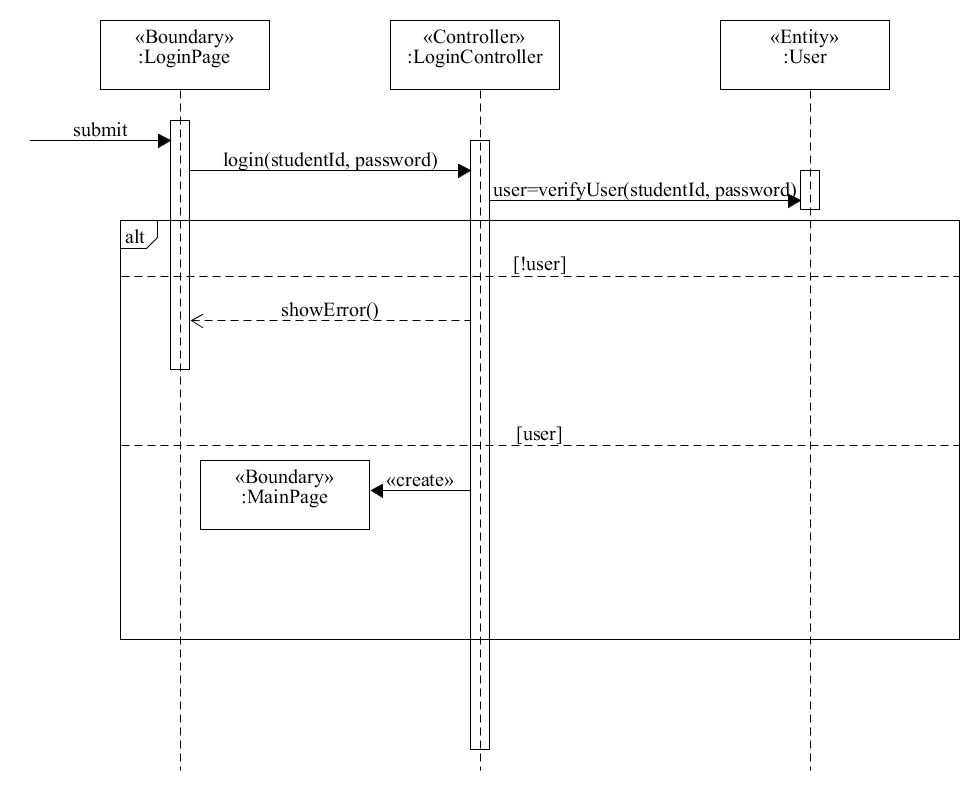 «Boundary»
:LoginPage
«Controller»
:LoginController
«Entity»
:User
submit
login(studentId, password)
user=verifyUser(studentId, password)
alt
[!user]
showError()
[user]
«Boundary»
:MainPage
«create»